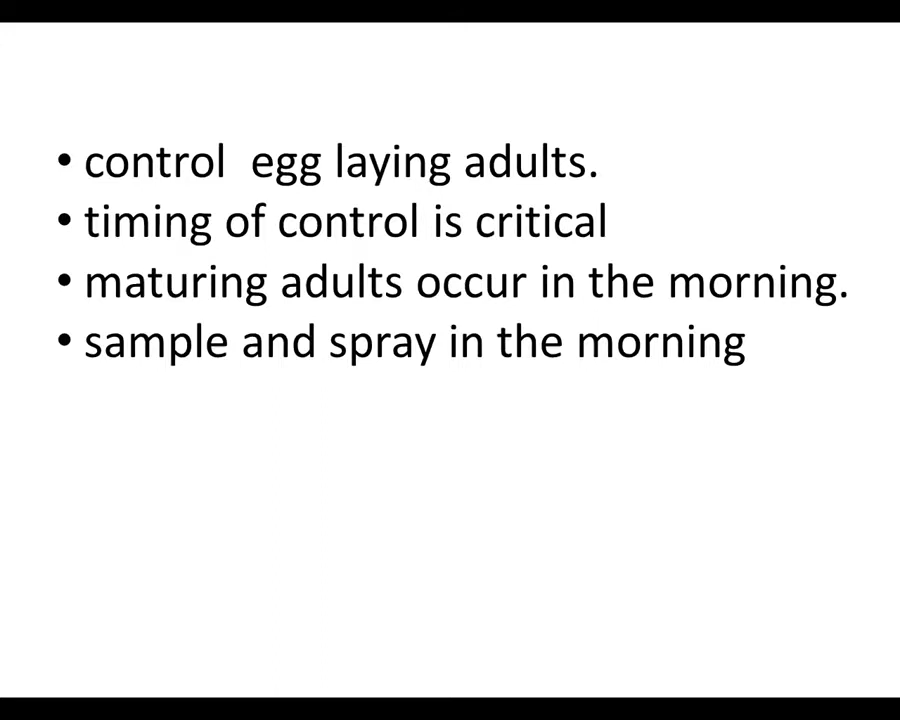 • control  egg laying adults.
• timing of control is critical
• maturing adults occur in the morning.
• sample and spray in the morning